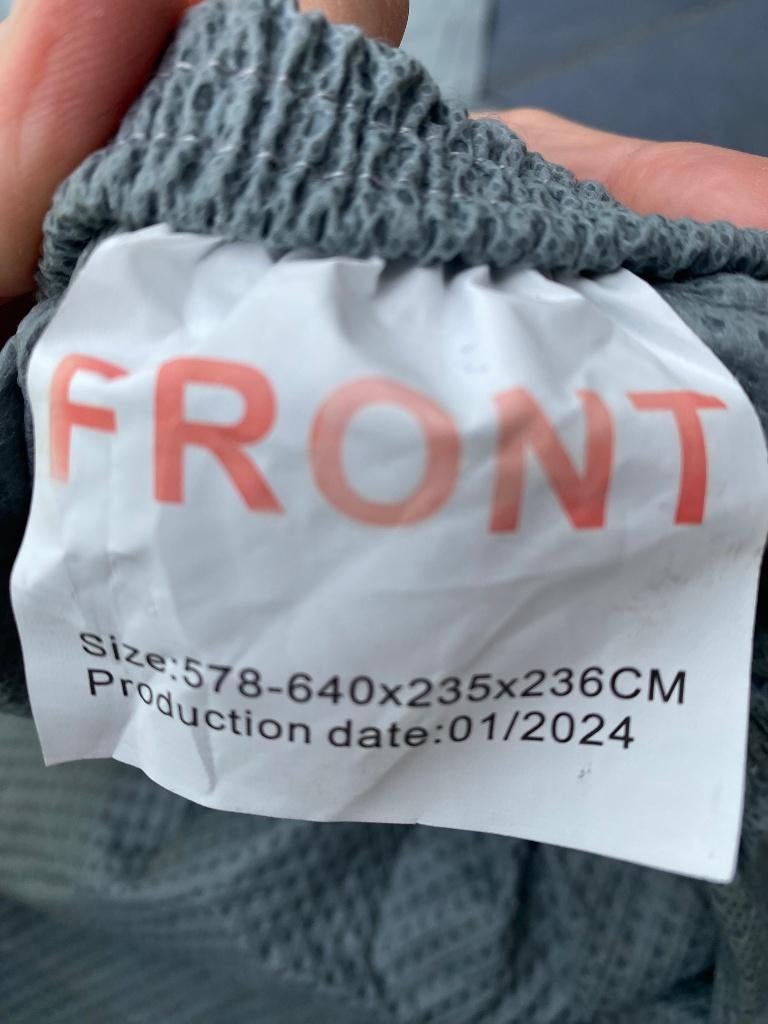 FRONT
Size:578-640x235x236CM
Production date:01/2024